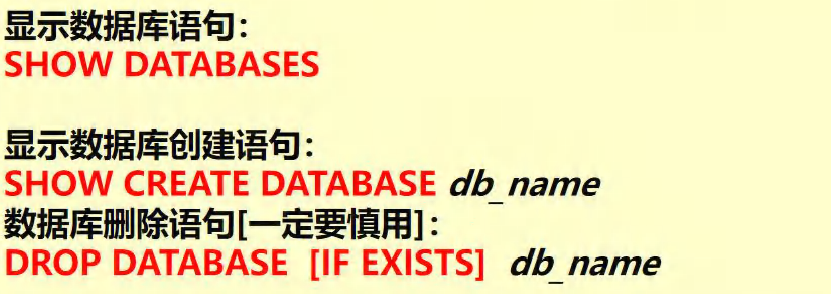 显示数据库语句：
SHOW DATABASES
显示数据库创建语句：
SHOW CREATE DATABASE db_name
数据库删除语句[一定要慎用]：
DROP DATABASE [IF EXISTS] db_name